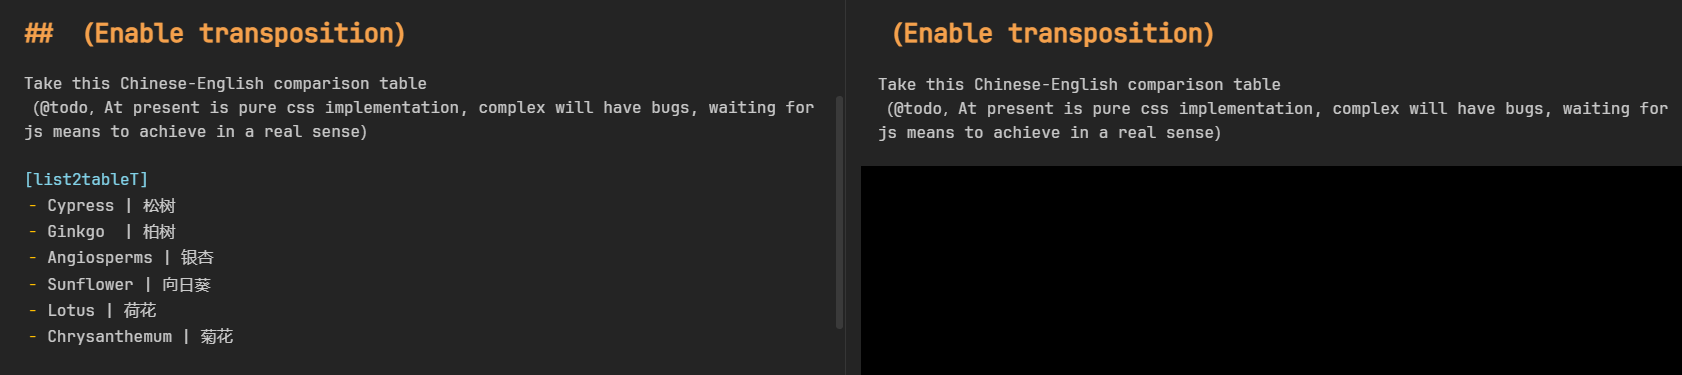 ## （Enable transposition）
Take this Chinese-English comparison table
（@todo，At present is pure css implementation, complex will have bugs, waiting for
js means to achieve in a real sense）
[list2tableT]
- Cypress | 松树
- Ginkgo  | 柏树
- Angiosperms | 银杏
- Sunflower | 向日葵
- Lotus | 荷花
- Chrysanthemum | 菊花
（Enable transposition）
Take this Chinese-English comparison table
（@todo，At present is pure css implementation, complex will have bugs, waiting for
js means to achieve in a real sense）